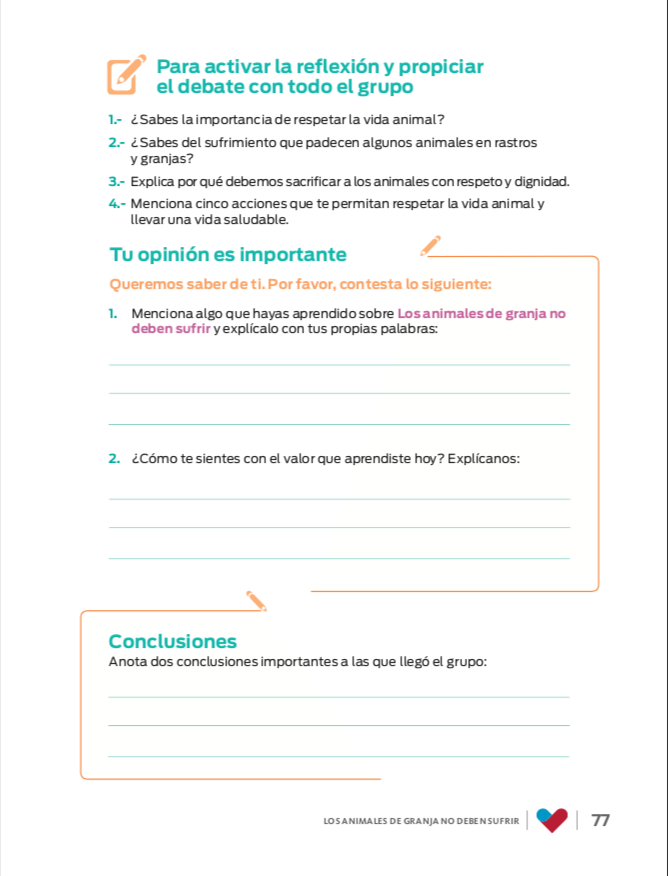 Para activar la reflexión y propiciar
el debate con todo el grupo
1.- ¿Sabes la importancia de respetar la vida animal?
2.- ¿Sabes del sufrimiento que padecen algunos animales en rastros
y granjas?
3.- Explica por qué debemos sacrificar a los animales con respeto y dignidad.
4.- Menciona cinco acciones que te permitan respetar la vida animal y
llevar una vida saludable.
Tu opinión es importante
Queremos saber de ti. Por favor, contesta lo siguiente:
1. Menciona algo que hayas aprendido sobre Los animales de granja no
deben sufrir y explícalo con tus propias palabras:
2. ¿Cómo te sientes con el valor que aprendiste hoy? Explícanos:
Conclusiones
Anota dos conclusiones importantes a las que llegó el grupo:
LOS ANIMALES DE GRANJA NO DEBEN SUFRIR 77